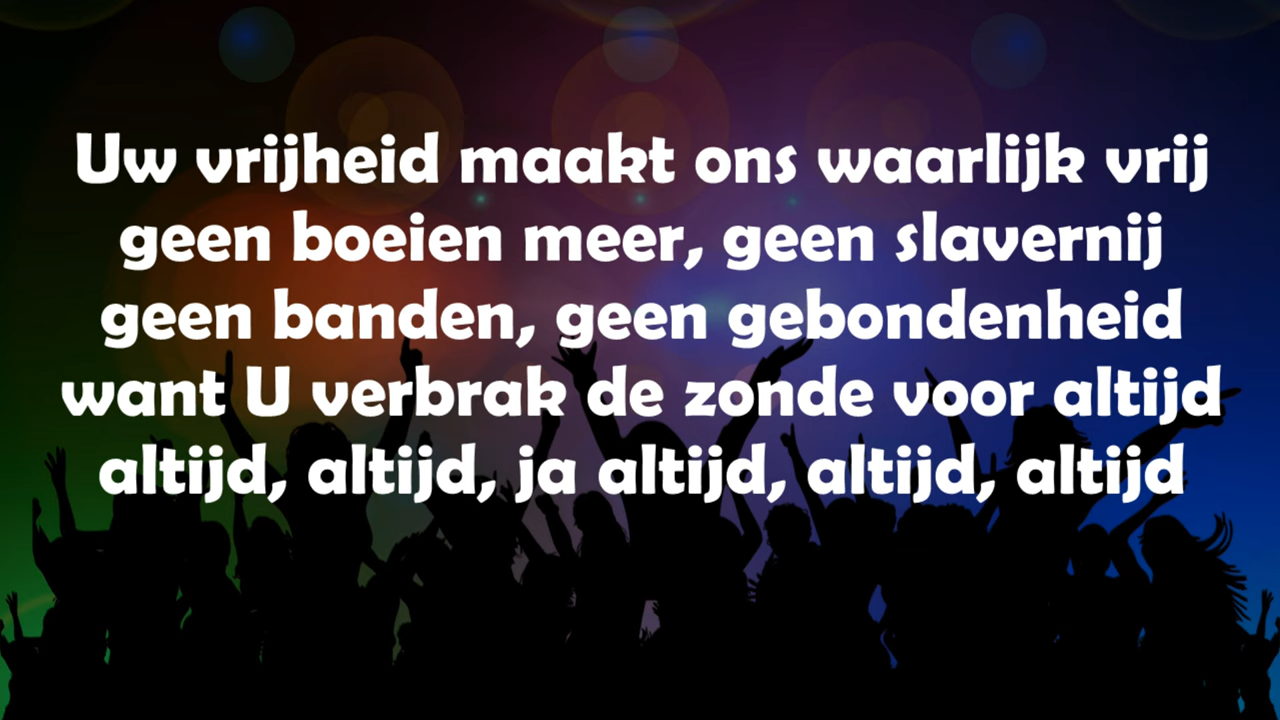 Uw vrijheid maakt ons waarlijk vrij
geen boeien meer, geen slavernij
geen banden, geen gebondenheid
want U verbrak de zonde voor altijd
altijd, altijd, ja altijd, altijd, altijd